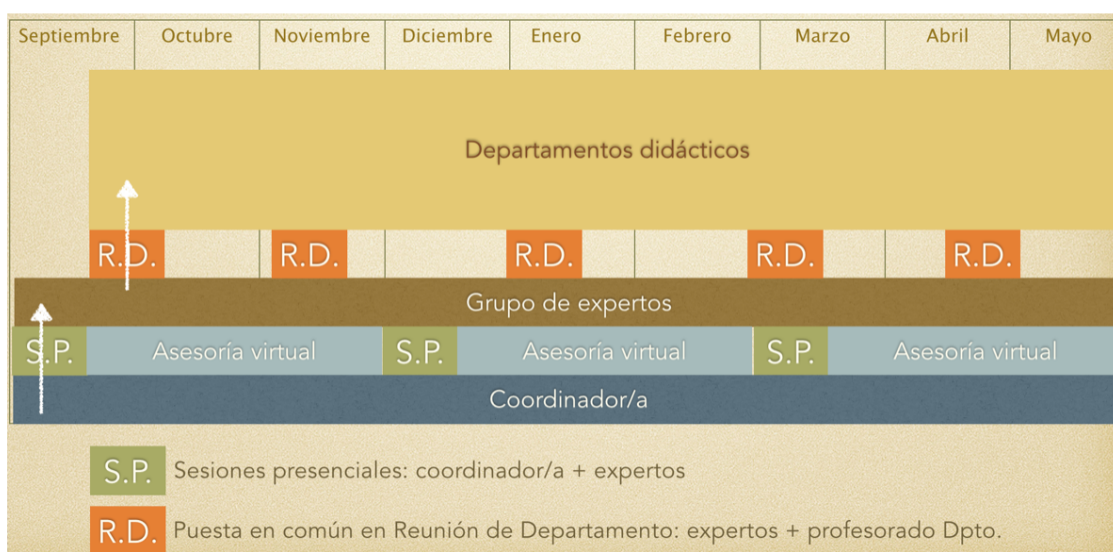 Septiembre Octubre Noviembre Diciembre Enero Febrero Marzo Abril Mayo
Departamentos didácticos
R.D. R.D. R.D. R.D. R.D.
Grupo de expertos
S.P. Asesoría virtual S.P. Asesoría virtual S.P. Asesoría virtual
Coordinador/a
S.P. Sesiones presenciales: coordinador/a + expertos
R.D. Puesta en común en Reunión de Departamento: expertos + profesorado Dpto.